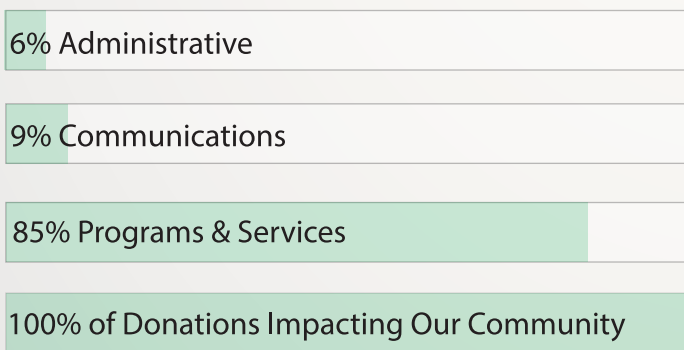 6% Administrative
9% Communications
85% Programs & Services
100% of Donations Impacting Our Community